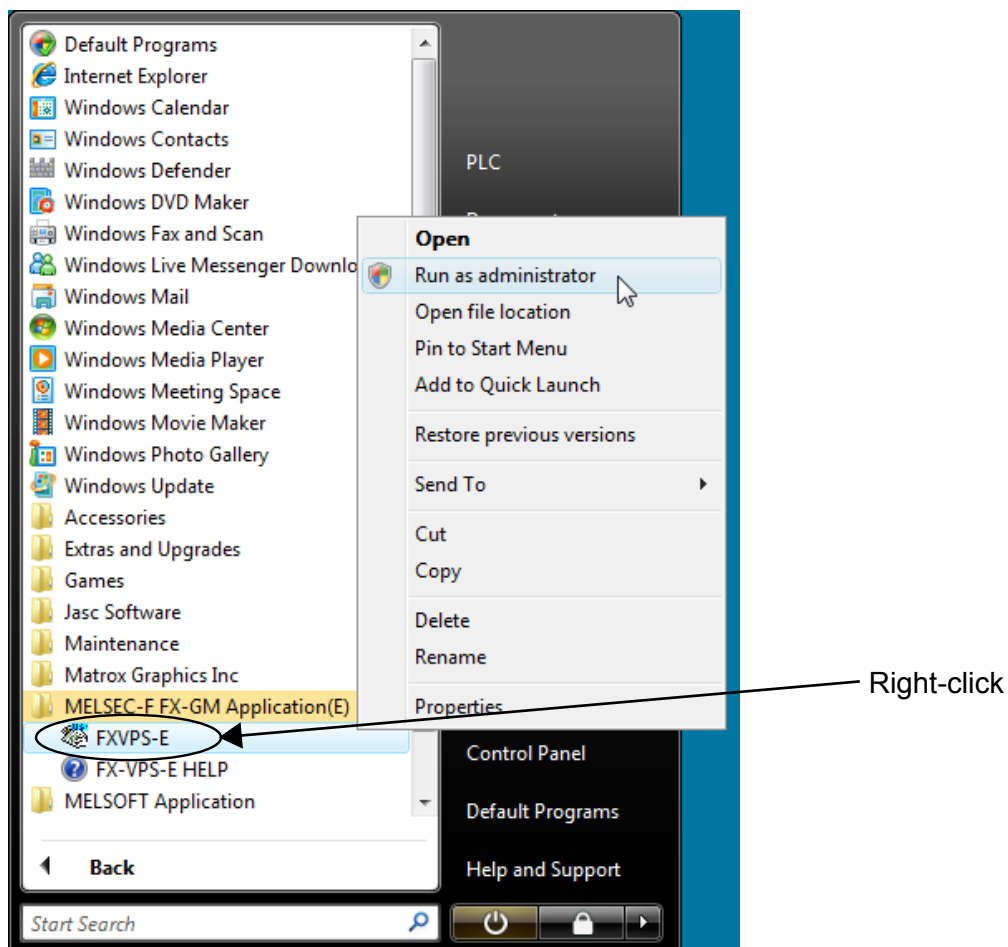 Default Programs
Internet Explorer
Windows Calendar
Windows Contacts
Windows Defender
Windows DVD Maker
Windows Fax and Scan
Windows Live Messenger Downlo
Windows Mail
Windows Media Center
Windows Media Player
Windows Meeting Space
Windows Movie Maker
Windows Photo Gallery
Windows Update
Accessories
Extras and Upgrades
Games
Jasc Software
Maintenance
Matrox Graphics Inc
MELSEC-F FX-GM Application(E)
FXVPS-E
FX-VPS-E HELP
MELSOFT Application
Back
Start Search
PLC
Open
Run as administrator
Open file location
Pin to Start Menu
Add to Quick Launch
Restore previous versions
Send To
Cut
Copy
Delete
Rename
Properties
Control Panel
Default Programs
Help and Support
Right-click